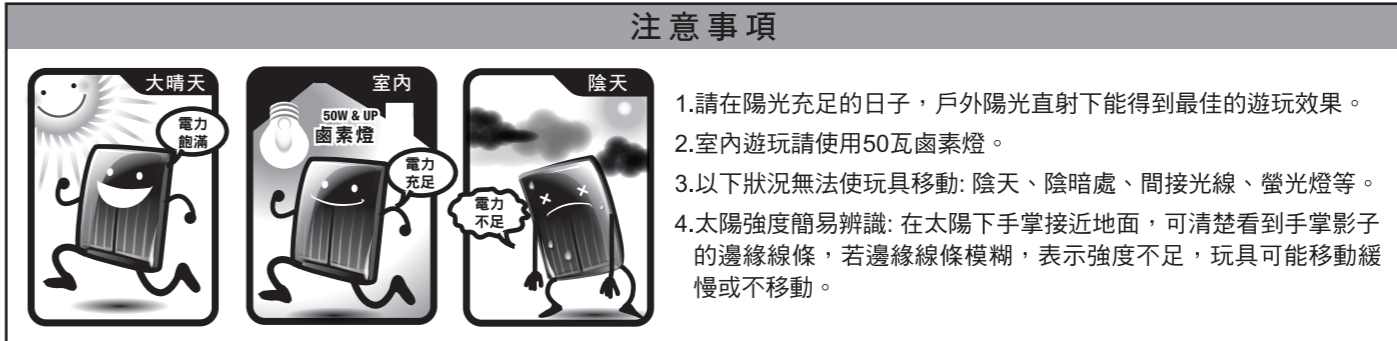 注意事項
大晴天
電力
飽滿
室內
50W & UP
鹵素燈
電力
充足
陰天
電力
不足
1.請在陽光充足的日子，戶外陽光直射下能得到最佳的遊玩效果。
2.室內遊玩請使用50瓦鹵素燈。
3.以下狀況無法使玩具移動: 陰天、陰暗處、間接光線、螢光燈等。
4.太陽強度簡易辨識: 在太陽下手掌接近地面，可清楚看到手掌影子
的邊緣線條，若邊緣線條模糊，表示強度不足，玩具可能移動緩
慢或不移動。